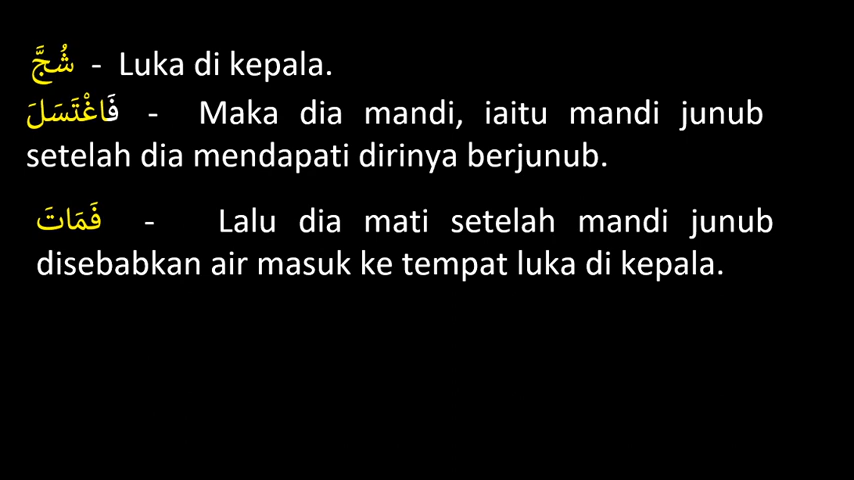 شُجَّ - Luka di kepala.
فَاغْتَسَلَ - Maka dia mandi, iaitu mandi junub
setelah dia mendapati dirinya berjunub.
فَمَاتَ - Lalu dia mati setelah mandi junub
disebabkan air masuk ke tempat luka di kepala.